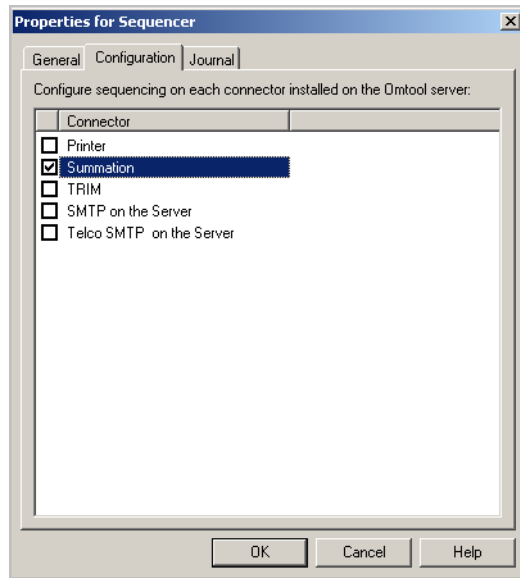 Properties for Sequencer
General Configuration Journal
Configure sequencing on each connector installed on the Omtool server:
Connector
Printer
Summation
TRIM
SMTP on the Server
Telco SMTP on the Server
OK Cancel Help